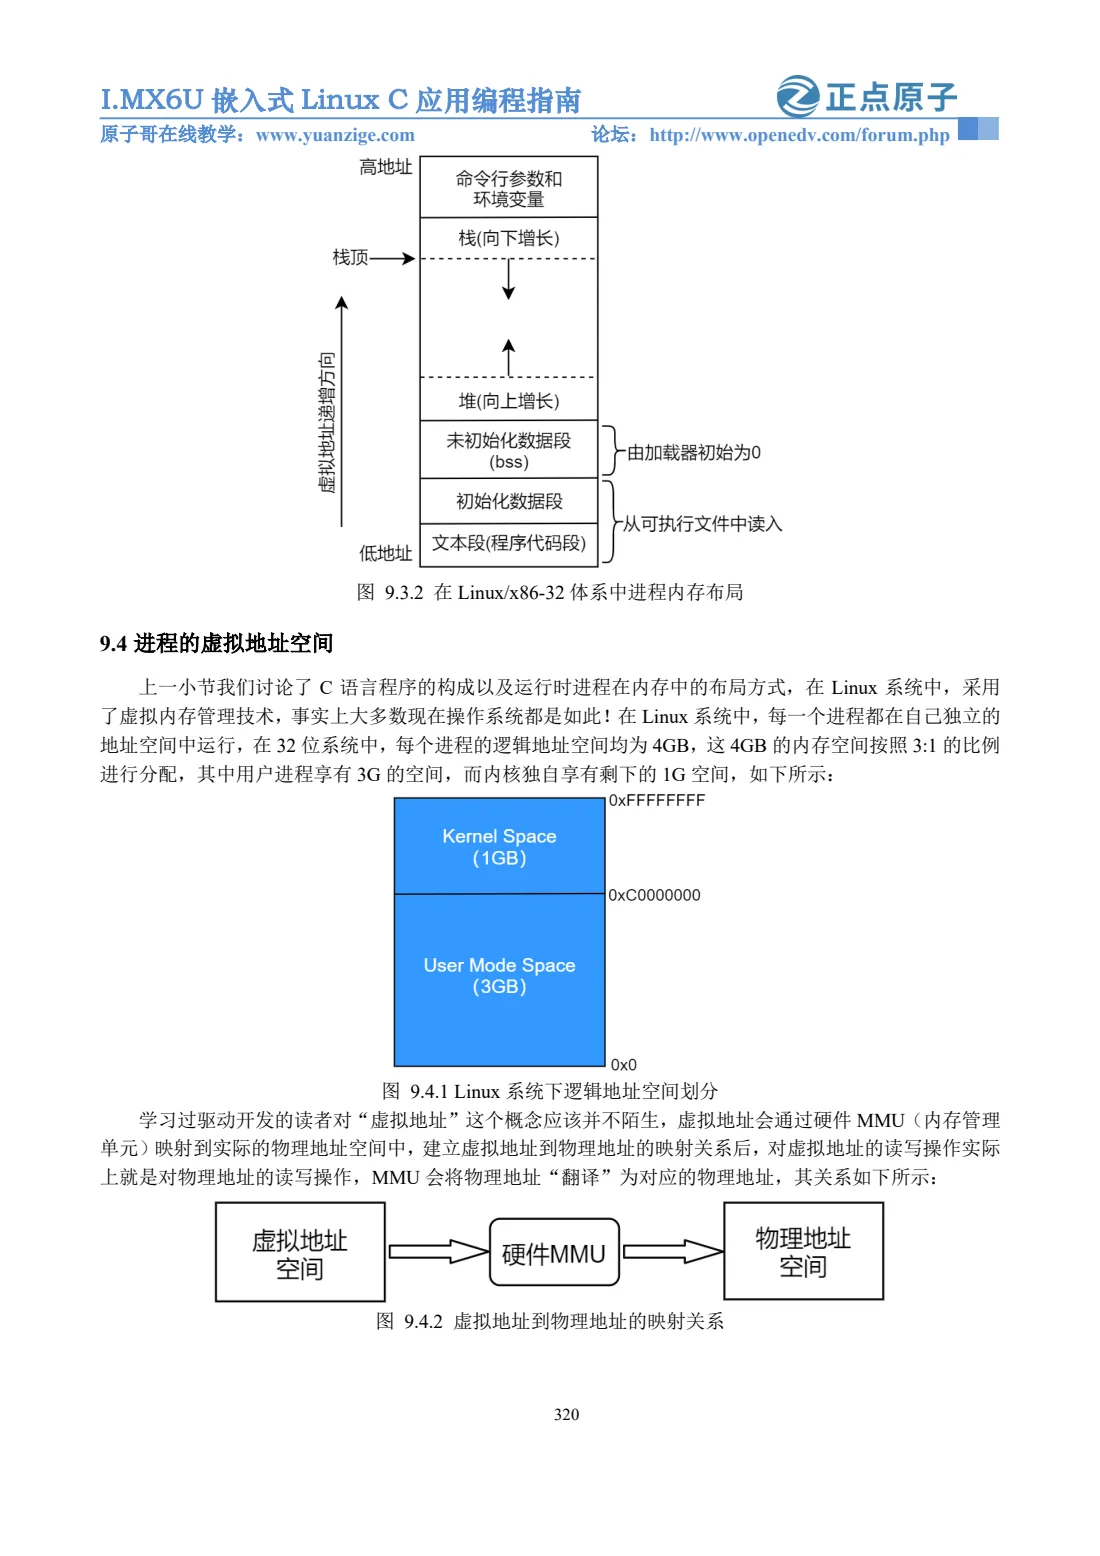 I.MX6U 嵌入式 Linux C 应用编程指南
正点原子
原子哥在线教学：www.yuanzige.com
论坛：http://www.openedv.com/forum.php
高地址
命令行参数和
环境变量
栈(向下增长)
栈顶
虚拟地址递增方向
堆(向上增长)
未初始化数据段
(bss)
由加载器初始为0
初始化数据段
从可执行文件中读入
文本段(程序代码段)
低地址
图 9.3.2 在 Linux/x86-32 体系中进程内存布局
9.4 进程的虚拟地址空间
上一小节我们讨论了 C 语言程序的构成以及运行时进程在内存中的布局方式，在 Linux 系统中，采用
了虚拟内存管理技术，事实上大多数现在操作系统都是如此！在 Linux 系统中，每一个进程都在自己独立的
地址空间中运行，在 32 位系统中，每个进程的逻辑地址空间均为 4GB，这 4GB 的内存空间按照 3:1 的比例
进行分配，其中用户进程享有 3G 的空间，而内核独自享有剩下的 1G 空间，如下所示：
0xFFFFFFFF
Kernel Space
(1GB)
0xC0000000
User Mode Space
(3GB)
0x0
图 9.4.1 Linux 系统下逻辑地址空间划分
学习过驱动开发的读者对“虚拟地址”这个概念应该并不陌生，虚拟地址会通过硬件 MMU（内存管理
单元）映射到实际的物理地址空间中，建立虚拟地址到物理地址的映射关系后，对虚拟地址的读写操作实际
上就是对物理地址的读写操作，MMU 会将物理地址“翻译”为对应的物理地址，其关系如下所示：
虚拟地址
空间
硬件MMU
物理地址
空间
图 9.4.2 虚拟地址到物理地址的映射关系
320